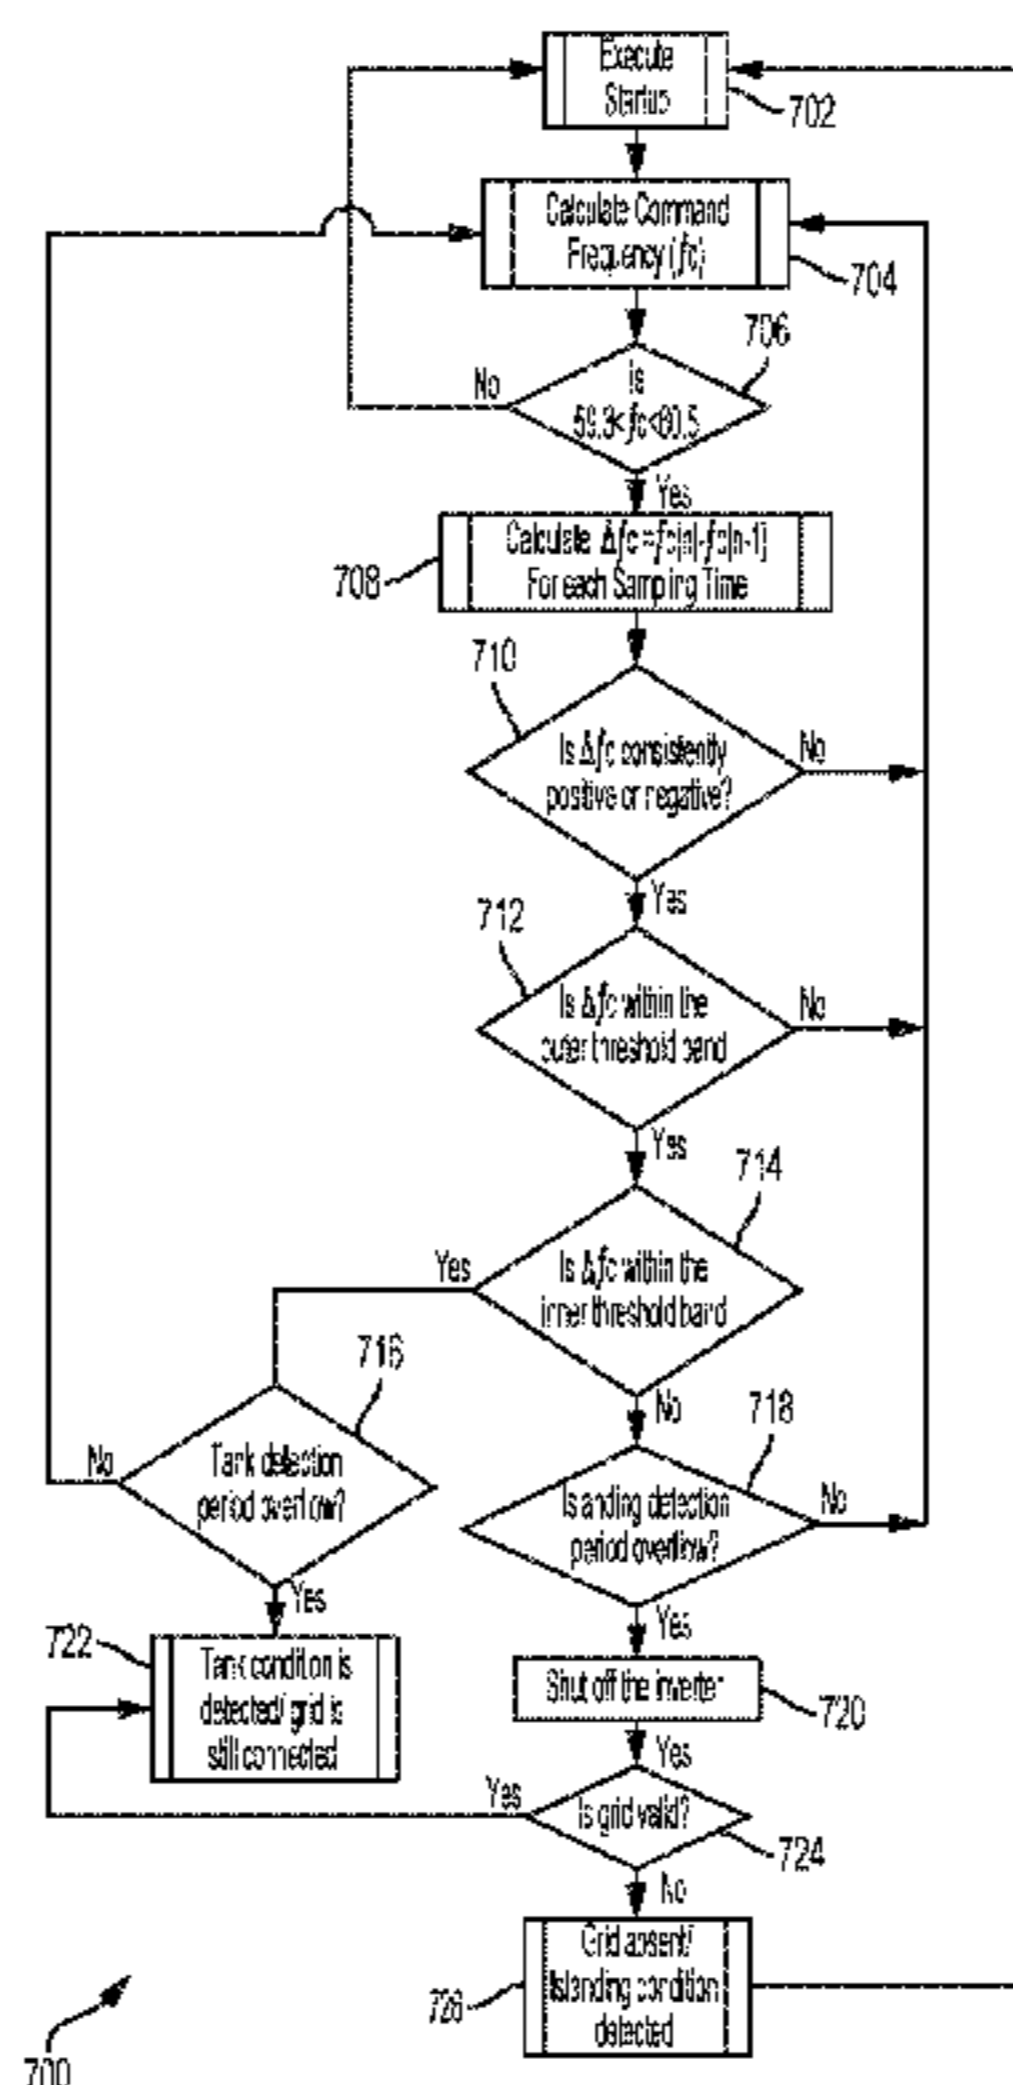 Execute
Startup
702
Calculate Command
Frequency (fc)
704
706
No
is
59.3< fc<60.5
Yes
Calculate Δfc =fc[n]-fc[n-1]
For each Sampling Time
708
710
Is Δfc consistently
positive or negative?
No
Yes
712
Is Δfc within the
outer threshold band
No
Yes
714
Yes
Is Δfc within the
inner threshold band
716
No
718
No
Tank detection
period overflow?
Islanding detection
period overflow?
No
Yes
Yes
722
Tank condition is
detected/ grid is
still connected
Shut off the inverter
720
Yes
Yes
Is grid valid?
724
No
Grid absent/
Islanding condition
detected
726
700